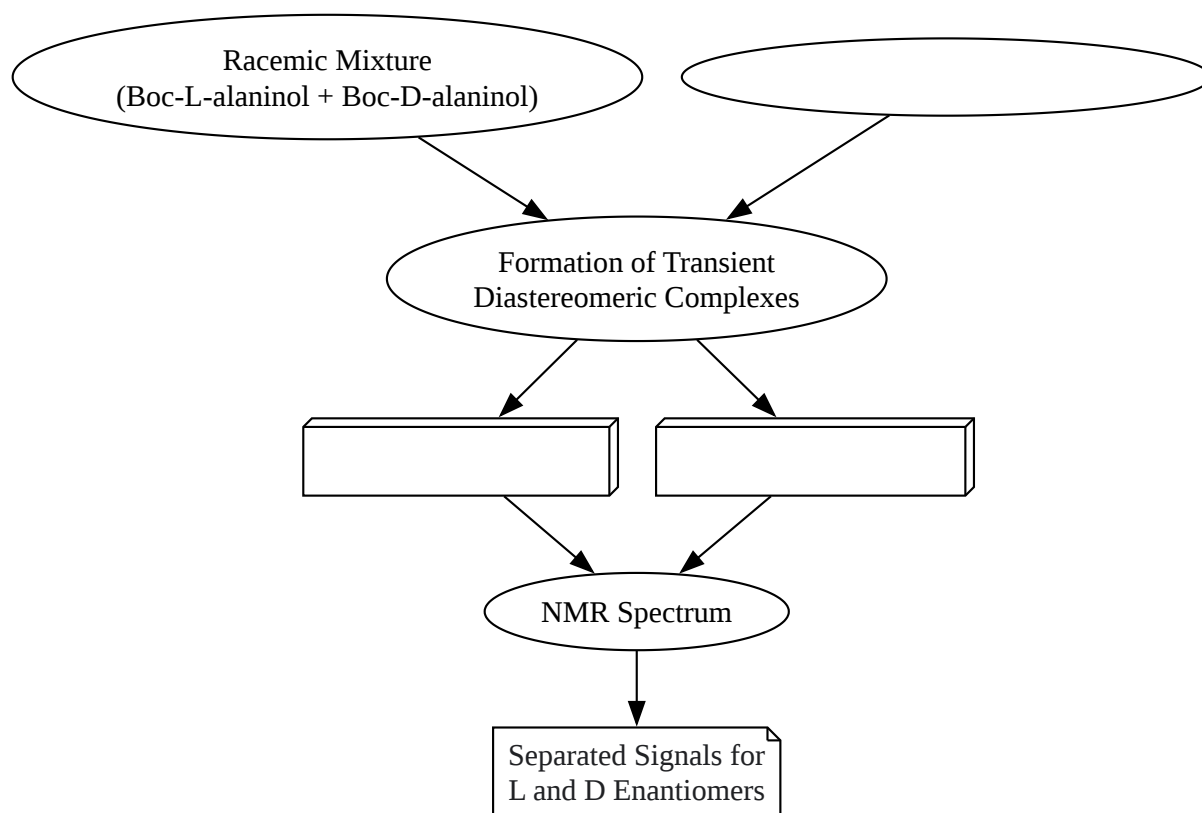 Racemic Mixture
(Boc-L-alaninol + Boc-D-alaninol)
Formation of Transient
Diastereomeric Complexes
NMR Spectrum
Separated Signals for
L and D Enantiomers